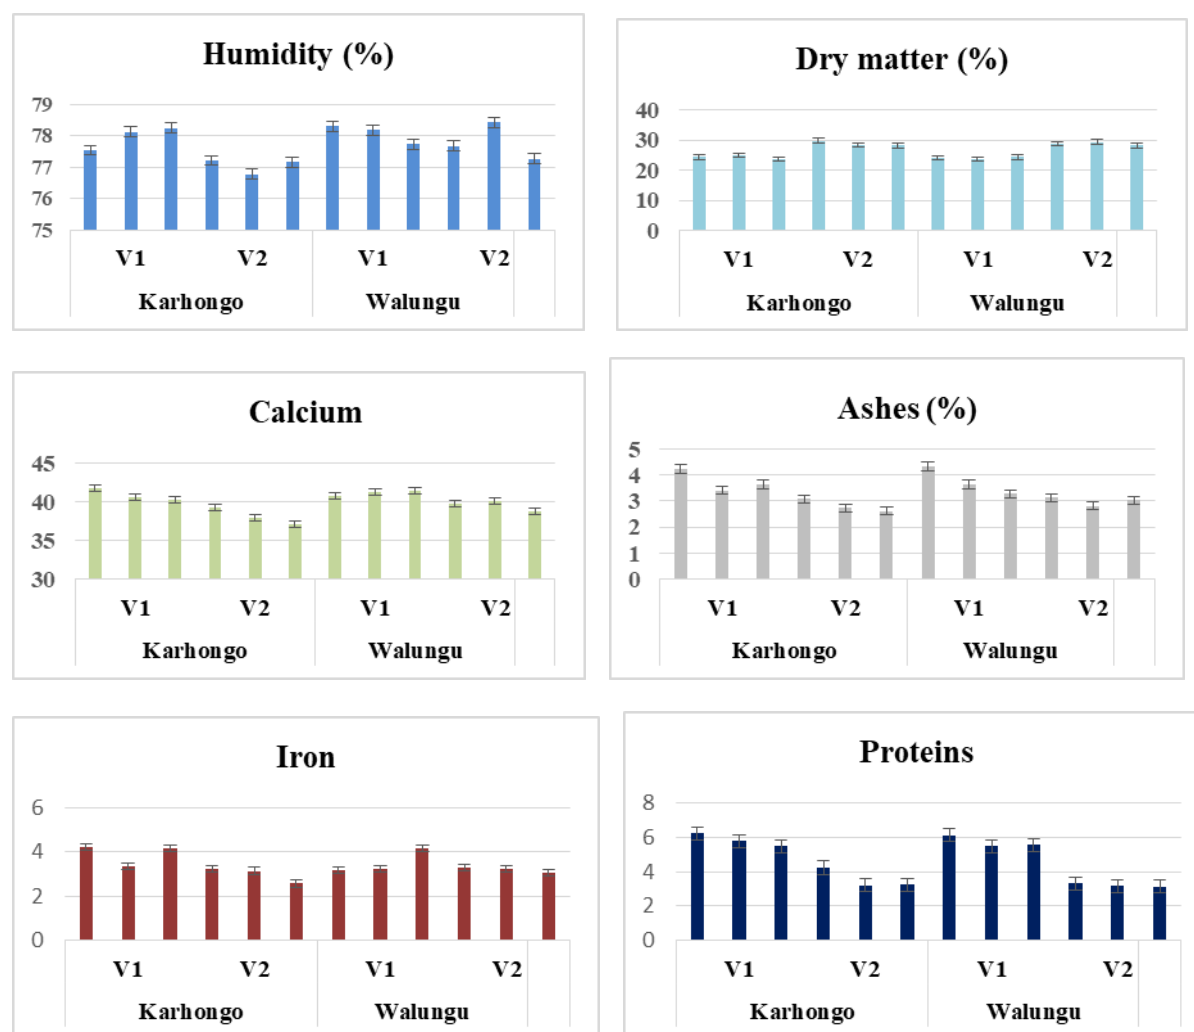 Humidity (%)
79
78
77
76
75
V1 V2 V1 V2
Karhongo Walungu
Dry matter (%)
40
30
20
10
0
V1 V2 V1 V2
Karhongo Walungu
Calcium
45
40
35
30
V1 V2 V1 V2
Karhongo Walungu
Ashes (%)
5
4
3
2
1
0
V1 V2 V1 V2
Karhongo Walungu
Iron
6
4
2
0
V1 V2 V1 V2
Karhongo Walungu
Proteins
8
6
4
2
0
V1 V2 V1 V2
Karhongo Walungu